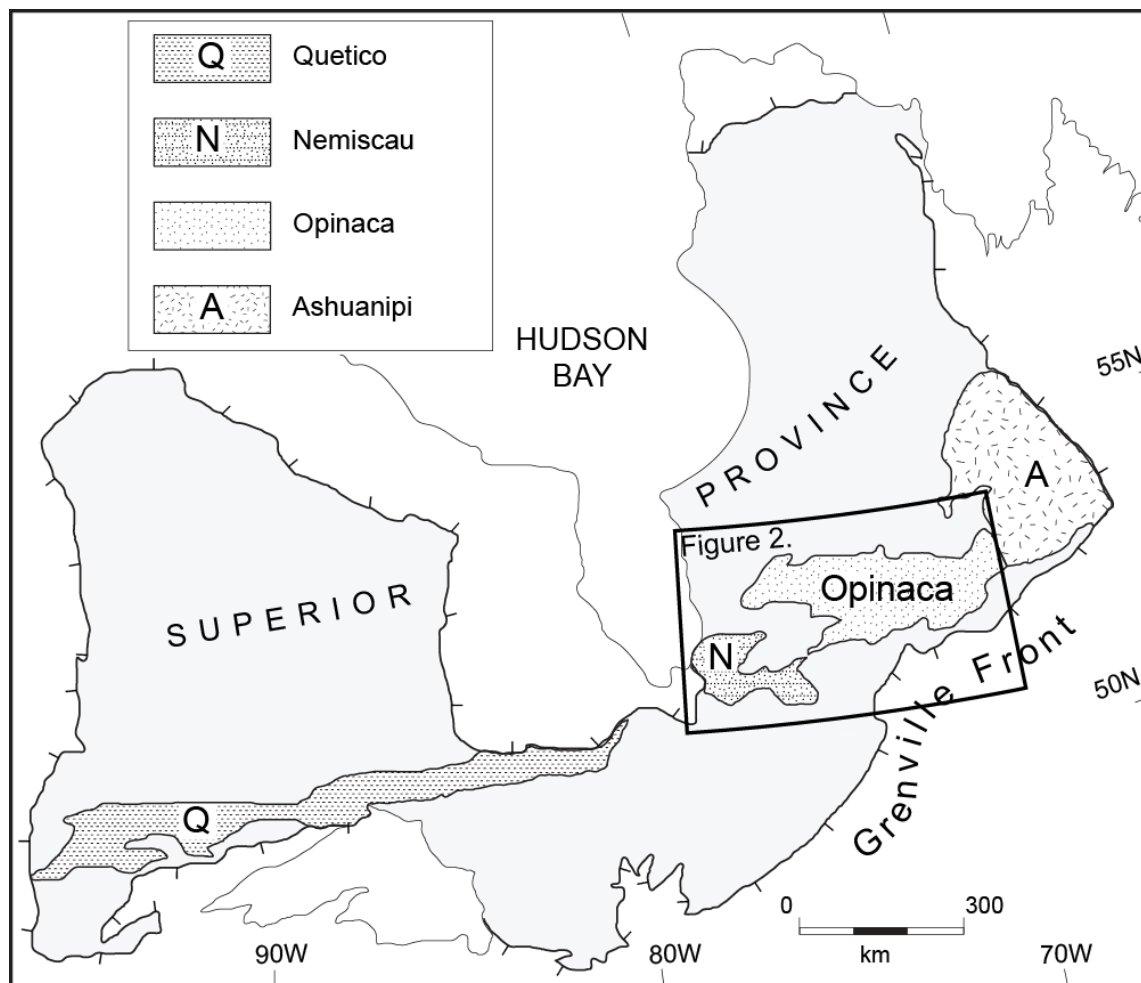 Q Quetico
N Nemiscau
Opinaca
A Ashuanipi
HUDSON
BAY
55N
PROVINCE
A
Figure 2.
Opinaca
SUPERIOR
N
50N
Grenville Front
Q
0 300
km
90W 80W 70W